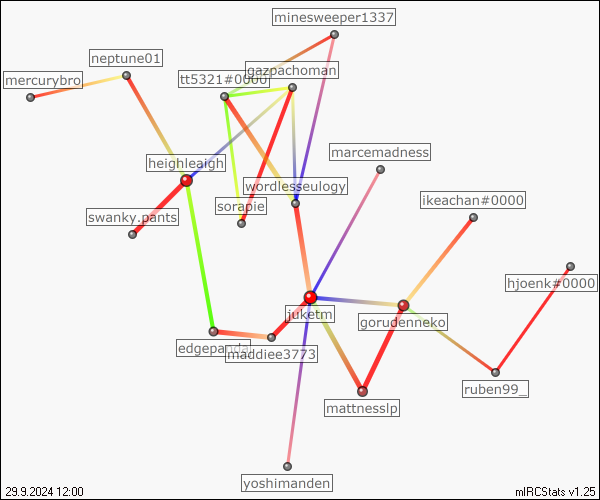 minesweeper1337
neptune01
gazpachoman
mercurybro
tt5321#0000
marcemadness
heighleaigh
wordlesseulogy
ikeachan#0000
sorapie
swanky.pants
hjoenk#0000
juketm
gorudenneko
edgepanda
maddiee3773
ruben99_
mattnesslp
yoshimanden
29.9.2024 12:00
mIRCStats v1.25